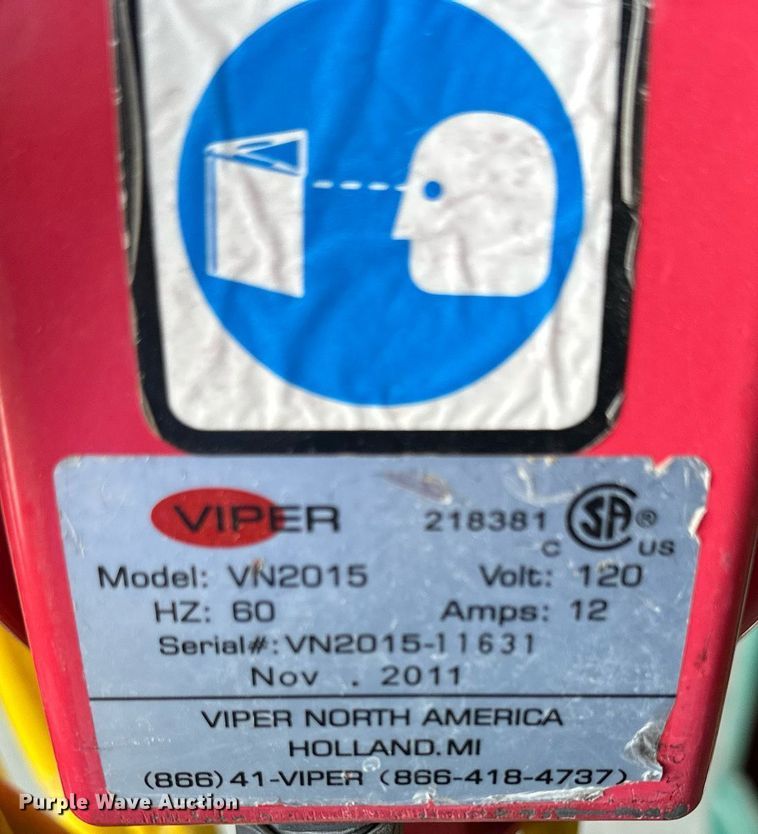 VIPER 218381 SA®
C US
Model: VN2015 Volt: 120
HZ: 60 Amps: 12
Serial#: VN2015-11631
Nov . 2011
VIPER NORTH AMERICA
HOLLAND.MI
(866)41-VIPER (866-418-4737)
Purple Wave Auction